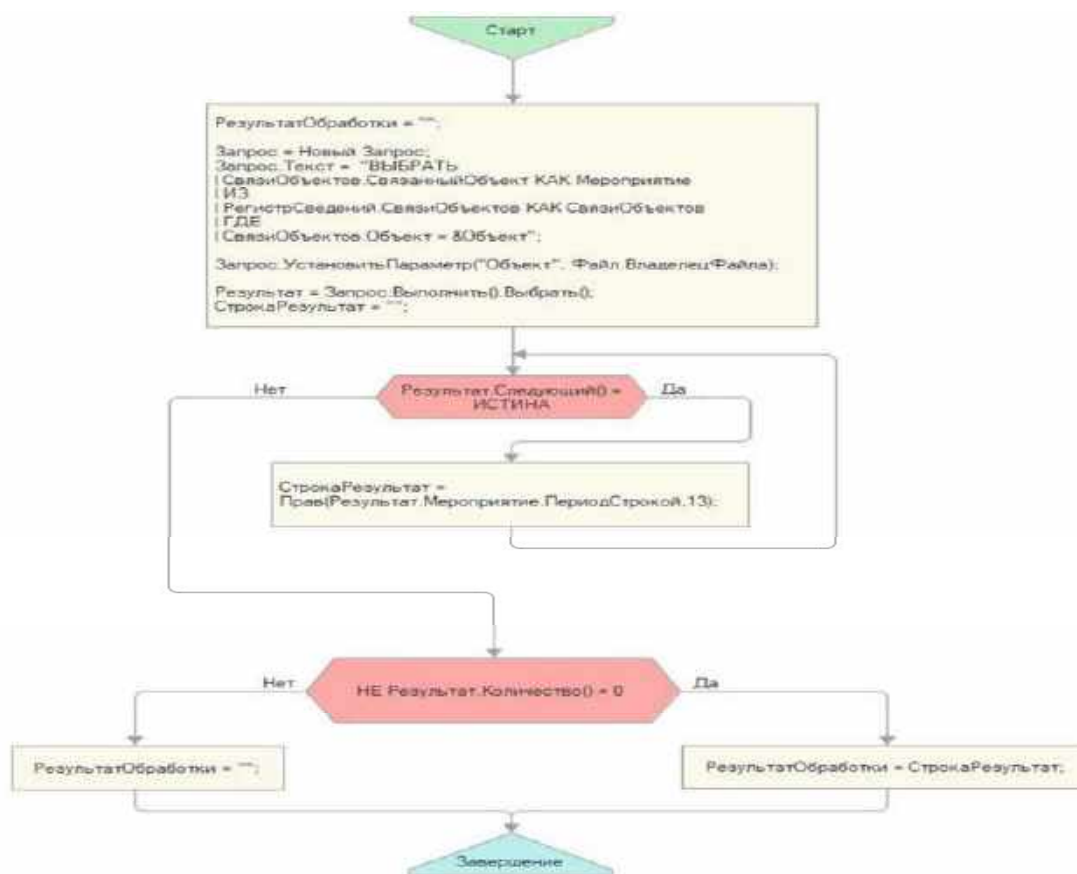 Старт
РезультатОбработки = "";
Запрос = Новый Запрос;
Запрос.Текст = "ВЫБРАТЬ
| СвязиОбъектов.СвязанныйОбъект КАК Мероприятие
| ИЗ
| РегистрСведений.СвязиОбъектов КАК СвязиОбъектов
| ГДЕ
| СвязиОбъектов.Объект = &Объект";
Запрос.УстановитьПараметр("Объект", Файл.ВладелецФайла);
Результат = Запрос.Выполнить().Выбрать();
СтрокаРезультат = "";
Нет
Результат.Следующий() =
ИСТИНА
Да
СтрокаРезультат =
Прав(Результат.Мероприятие.ПериодСтрокой,13);
Нет
НЕ Результат.Количество() = 0
Да
РезультатОбработки = "";
РезультатОбработки = СтрокаРезультат;
Завершение